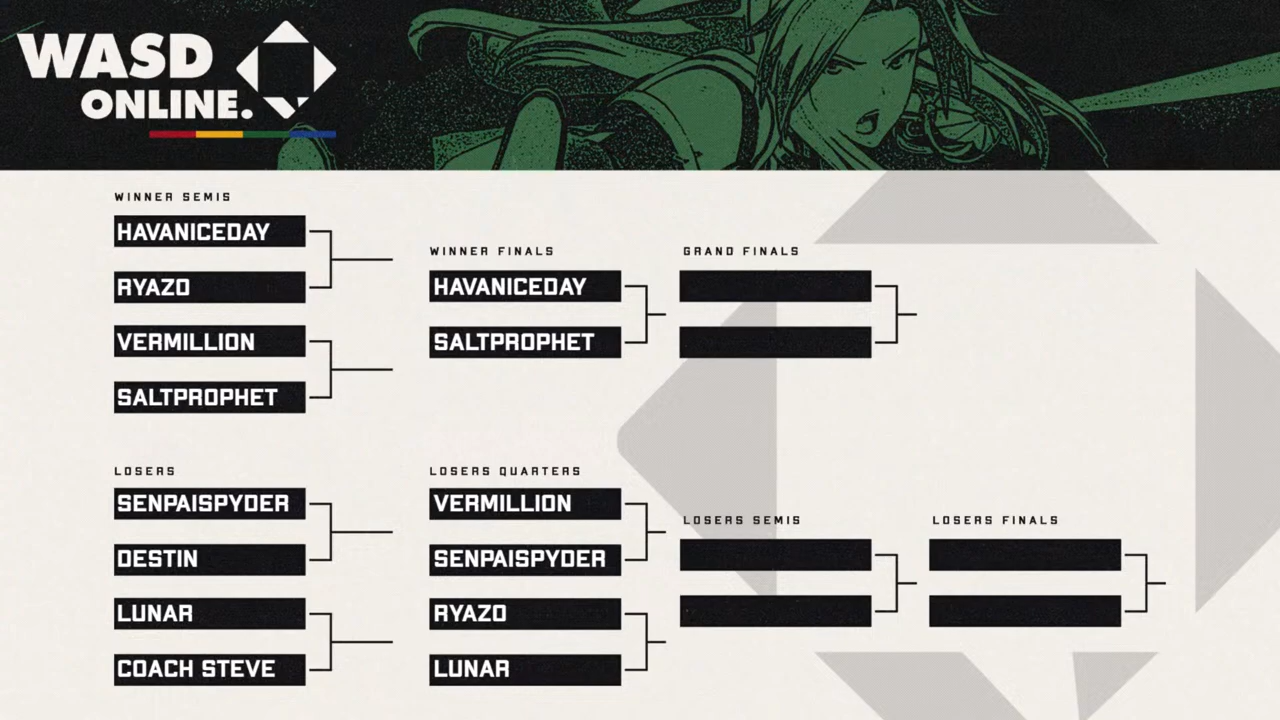 WASD
ONLINE.
WINNER SEMIS
HAVANICEDAY
RYAZO
VERMILLION
SALTPROPHET
WINNER FINALS
HAVANICEDAY
SALTPROPHET
GRAND FINALS
LOSERS
SENPAISPYDER
DESTIN
LUNAR
COACH STEVE
LOSERS QUARTERS
VERMILLION
SENPAISPYDER
RYAZO
LUNAR
LOSERS SEMIS
LOSERS FINALS